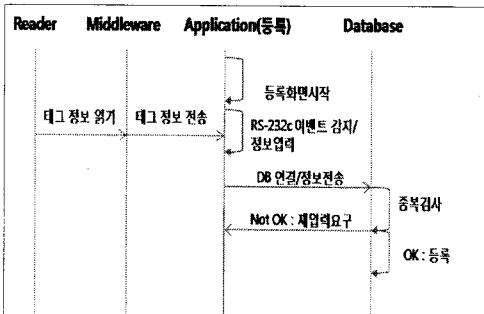 Reader Middleware Application(등록) Database
등록화면시작
태그 정보 읽기 태그 정보 전송
RS-232c 이벤트 감지/
정보입력
DB 연결/정보전송
중복검사
Not OK : 재입력요구
OK : 등록